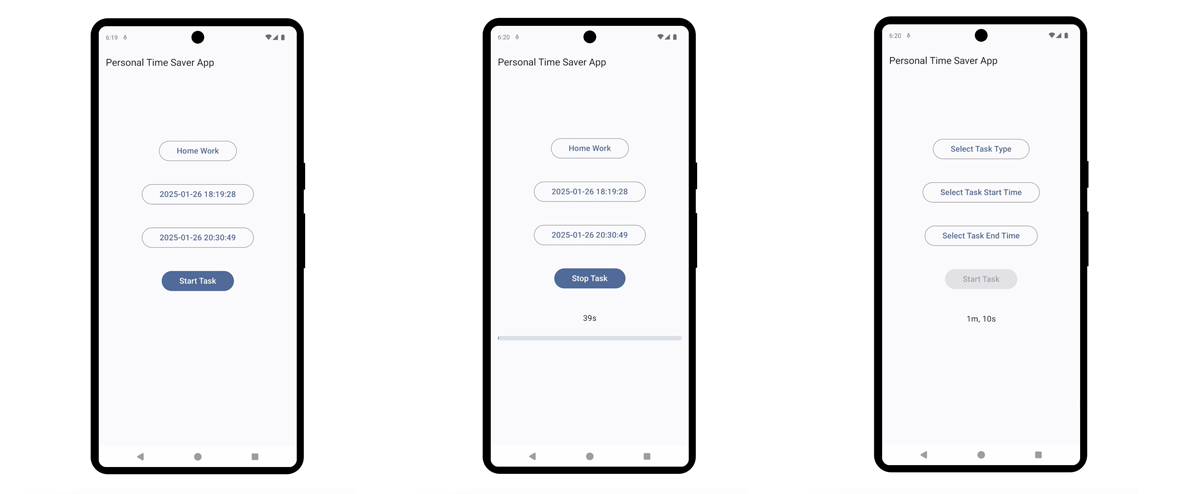 6:19
Personal Time Saver App
Home Work
2025-01-26 18:19:28
2025-01-26 20:30:49
Start Task
6:20
Personal Time Saver App
Home Work
2025-01-26 18:19:28
2025-01-26 20:30:49
Stop Task
39s
6:20
Personal Time Saver App
Select Task Type
Select Task Start Time
Select Task End Time
Start Task
1m, 10s